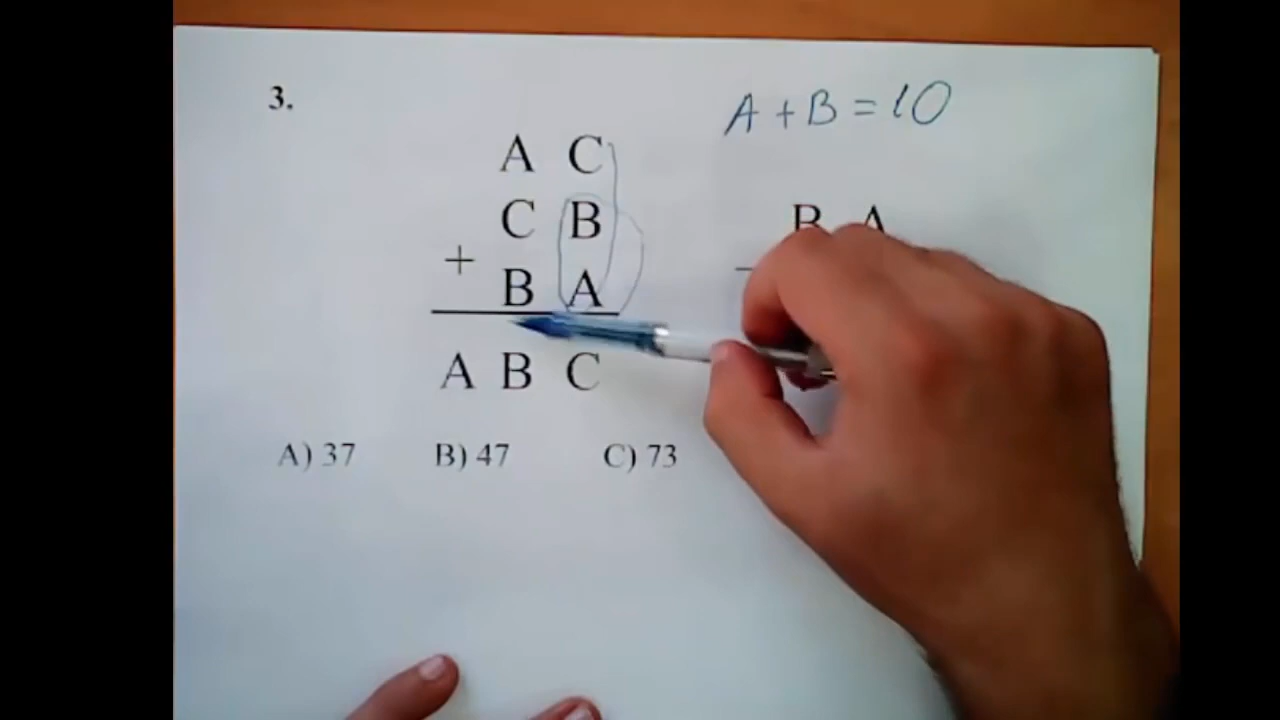 3.
A + B = 10
A C
C B
+ B A
A B C
B A
A) 37 B) 47 C) 73